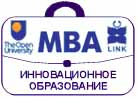 The Open
University
MBA
LINK
ИННОВАЦИОННОЕ
ОБРАЗОВАНИЕ